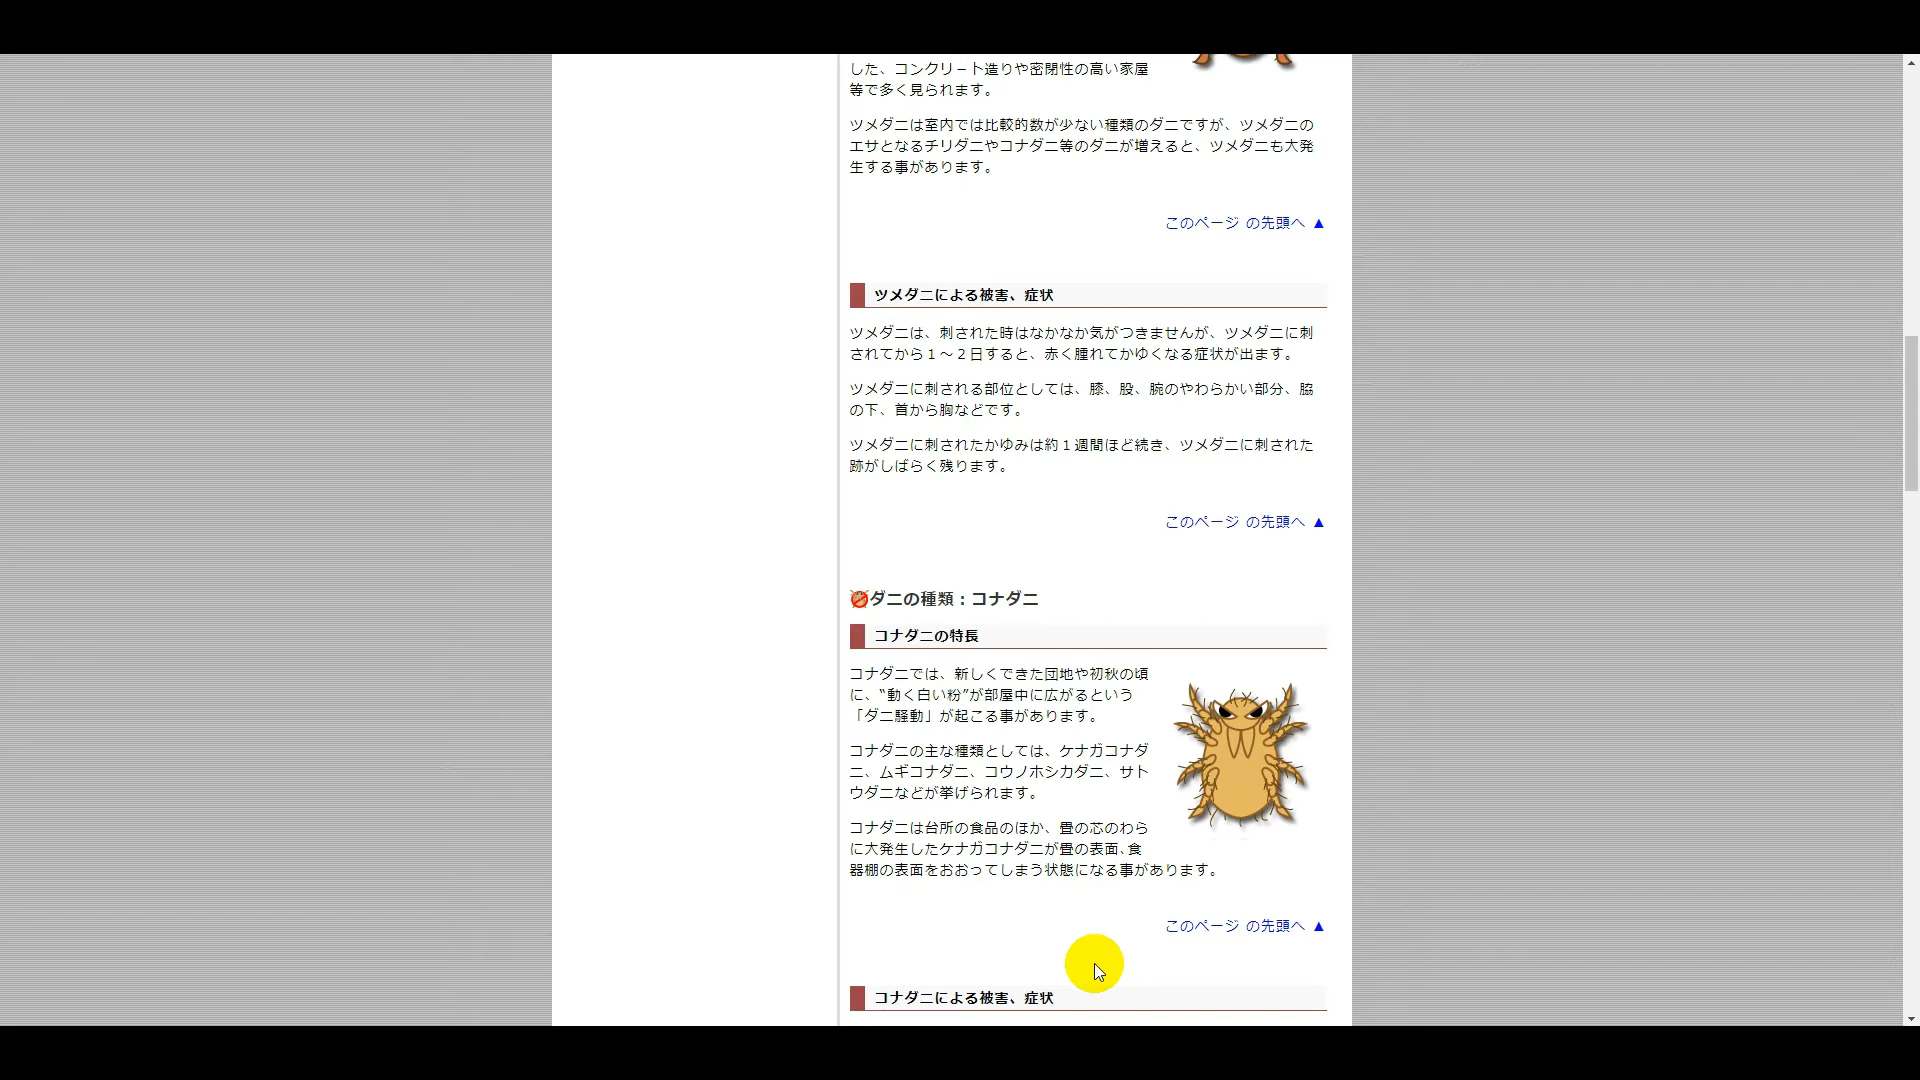 した、コンクリート造りや密閉性の高い家屋
等で多く見られます。
ツメダニは室内では比較的数が少ない種類のダニですが、ツメダニの
エサとなるチリダニやコナダニ等のダニが増えると、ツメダニも大発
生する事があります。
このページ の先頭へ ▲
ツメダニによる被害、症状
ツメダニは、刺された時はなかなか気がつきませんが、ツメダニに刺
されてから１～２日すると、赤く腫れてかゆくなる症状が出ます。
ツメダニに刺される部位としては、膝、股、腕のやわらかい部分、脇
の下、首から胸などです。
ツメダニに刺されたかゆみは約１週間ほど続き、ツメダニに刺された
跡がしばらく残ります。
このページ の先頭へ ▲
ダニの種類：コナダニ
コナダニの特長
コナダニでは、新しくできた団地や初秋の頃
に、“動く白い粉”が部屋中に広がるという
「ダニ騒動」が起こる事があります。
コナダニの主な種類としては、ケナガコナダ
ニ、ムギコナダニ、コウノホシカダニ、サト
ウダニなどが挙げられます。
コナダニは台所の食品のほか、畳の芯のわら
に大発生したケナガコナダニが畳の表面､食
器棚の表面をおおってしまう状態になる事があります。
このページ の先頭へ ▲
コナダニによる被害、症状